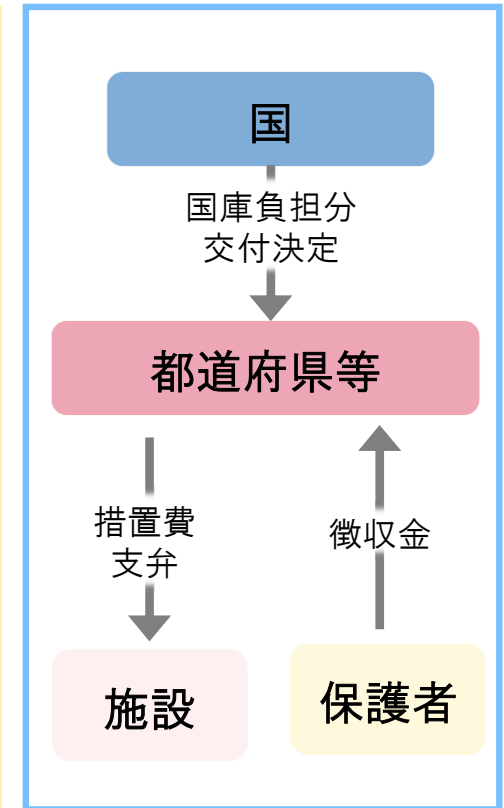 国
国庫負担分
交付決定
都道府県等
措置費
支弁
徴収金
施設
保護者